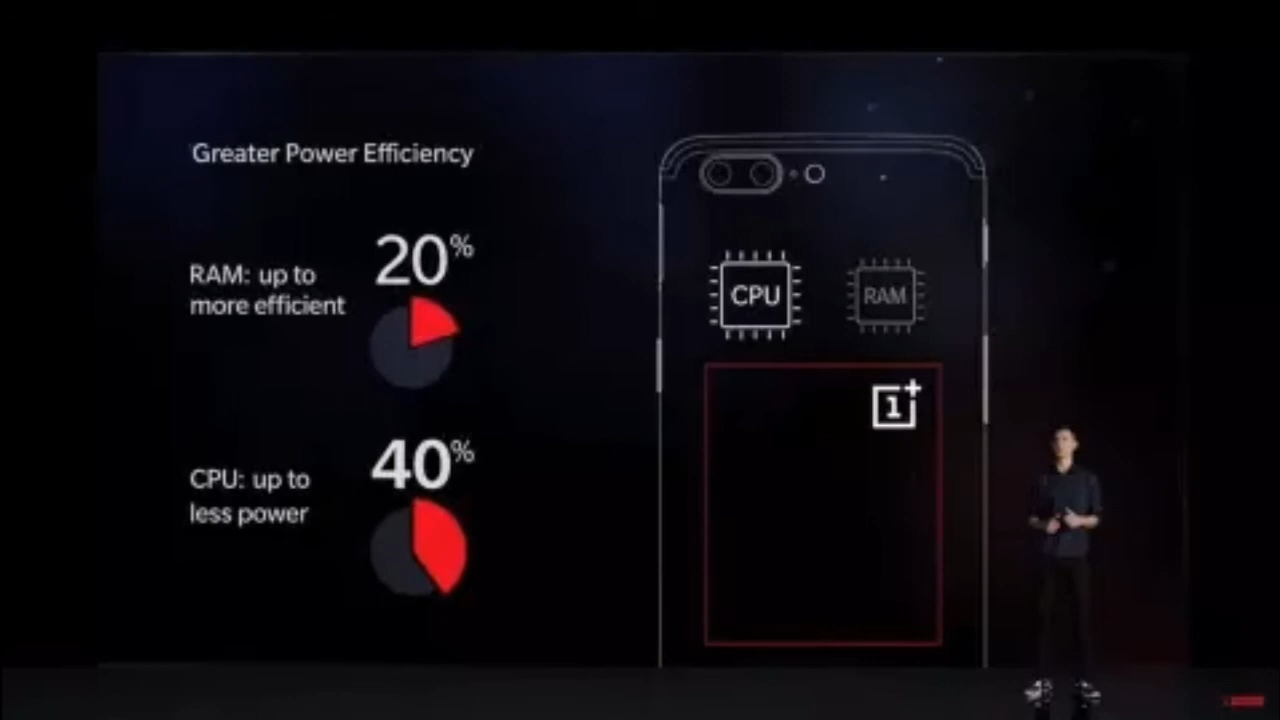 Greater Power Efficiency
20%
RAM: up to
more efficient
CPU
RAM
1+
40%
CPU: up to
less power